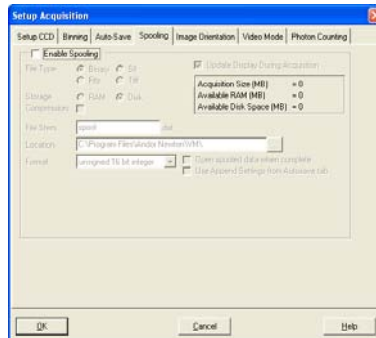 Setup Acquisition
Setup CCD Binning Auto-Save Spooling Image Orientation Video Mode Photon Counting
Enable Spooling
File Type Binary Sif
Fits Tiff
Update Display During Acquisition
Acquisition Size (MB) = 0
Available RAM (MB) = 0
Available Disk Space (MB) = 0
Storage RAM Disk
Compression
File Stem spool .dat
Location C:\Program Files\Andor Newton\VM\
Format unsigned 16 bit integer
Open spooled data when complete
Use Append Settings from Autosave tab
OK Cancel Help